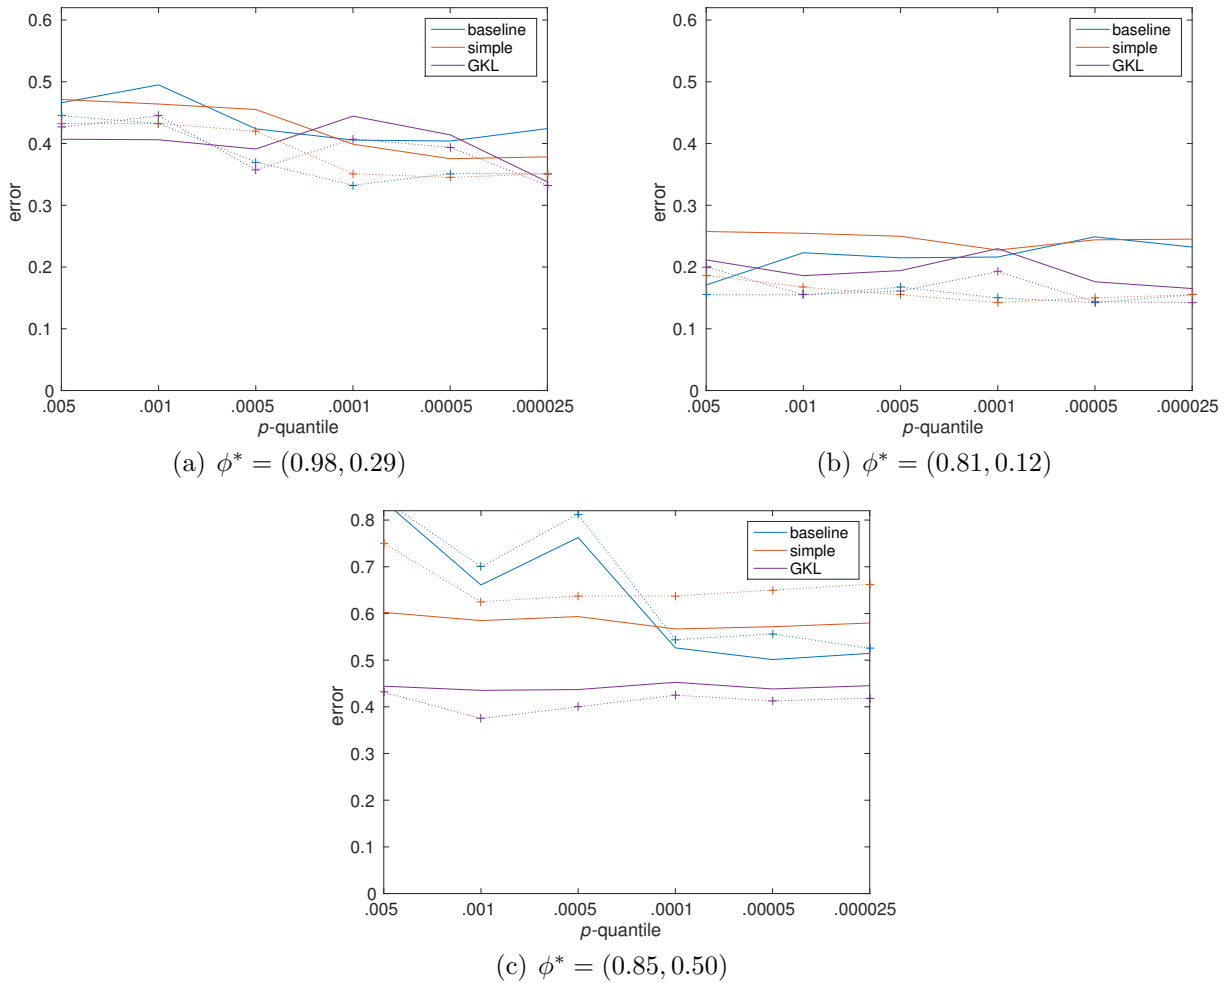 0.6
0.5
0.4
0.3
0.2
0.1
0
error
baseline
simple
GKL
.005 .001 .0005 .0001 .00005 .000025
p-quantile
(a) ϕ* = (0.98, 0.29)
0.6
0.5
0.4
0.3
0.2
0.1
0
error
baseline
simple
GKL
.005 .001 .0005 .0001 .00005 .000025
p-quantile
(b) ϕ* = (0.81, 0.12)
0.8
0.7
0.6
0.5
0.4
0.3
0.2
0.1
0
error
baseline
simple
GKL
.005 .001 .0005 .0001 .00005 .000025
p-quantile
(c) ϕ* = (0.85, 0.50)